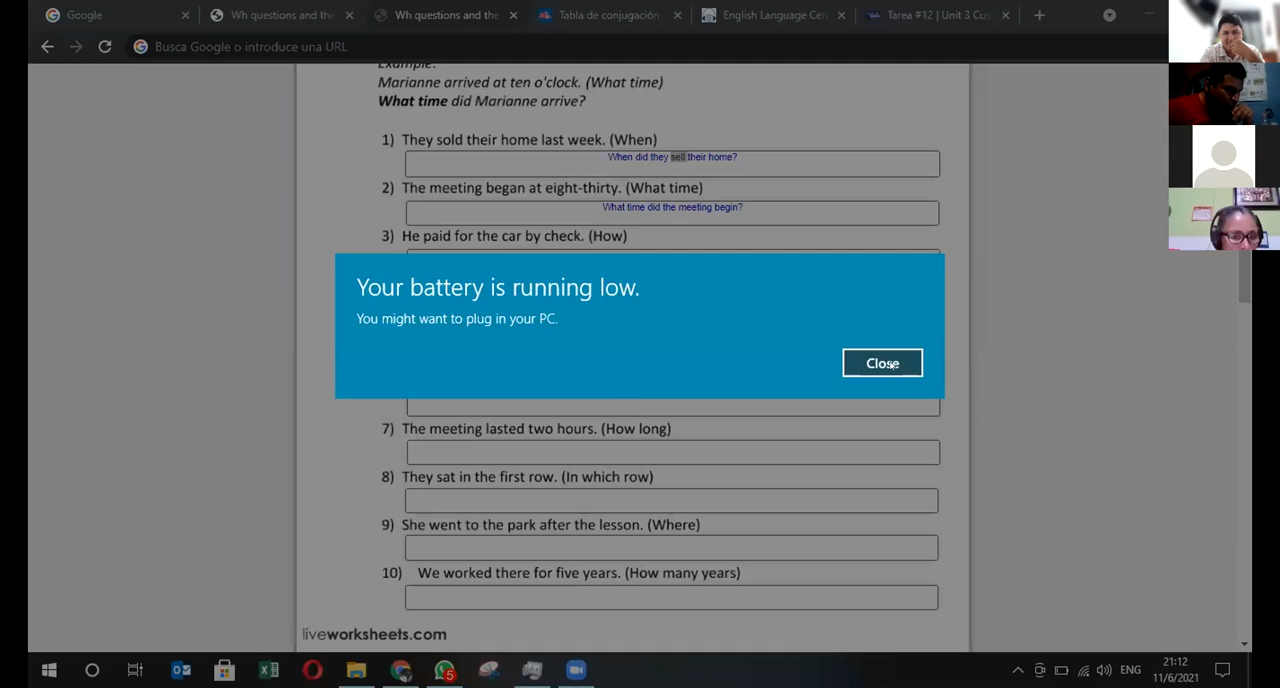 Google
Wh questions and the
Wh questions and the
Tabla de conjugación
English Language Cen
Tarea #12 | Unit 3 Cus
Busca Google o introduce una URL
Example:
Marianne arrived at ten o'clock. (What time)
What time did Marianne arrive?
1) They sold their home last week. (When)
When did they sell their home?
2) The meeting began at eight-thirty. (What time)
What time did the meeting begin?
3) He paid for the car by check. (How)
Your battery is running low.
You might want to plug in your PC.
Close
7) The meeting lasted two hours. (How long)
8) They sat in the first row. (In which row)
9) She went to the park after the lesson. (Where)
10) We worked there for five years. (How many years)
liveworksheets.com
5
ENG
21:12
11/6/2021